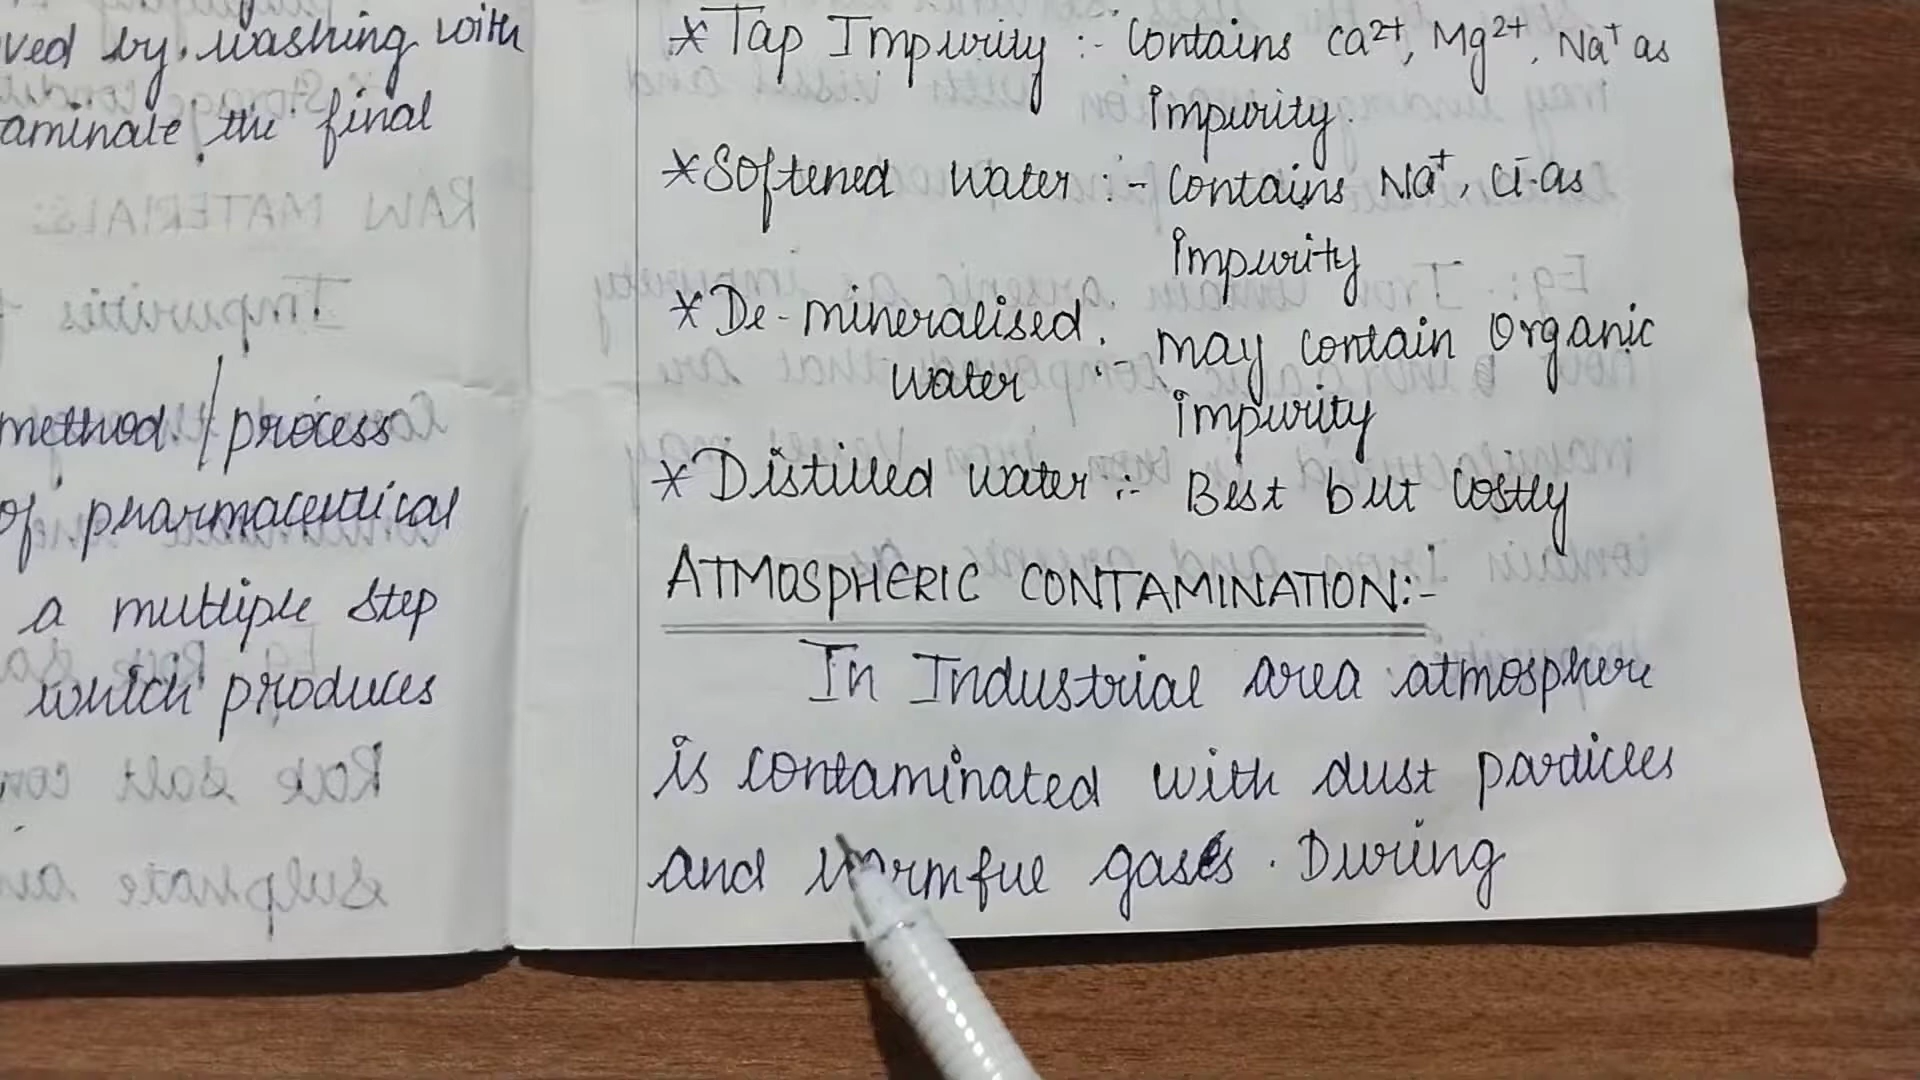 ved by washing with
aminate the final
method / process
of pharmaceutical
a multiple step
which produces
* Tap Impurity :- Contains Ca2+, Mg2+, Na+ as
Impurity.
* Softened water :- Contains Na+, Cl- as
Impurity
* De-mineralised
water :- may contain Organic
Impurity
* Distilled water :- Best but Costly
ATMOSPHERIC CONTAMINATION:-
In Industrial area atmosphere
is contaminated with dust particles
and harmful gases. During